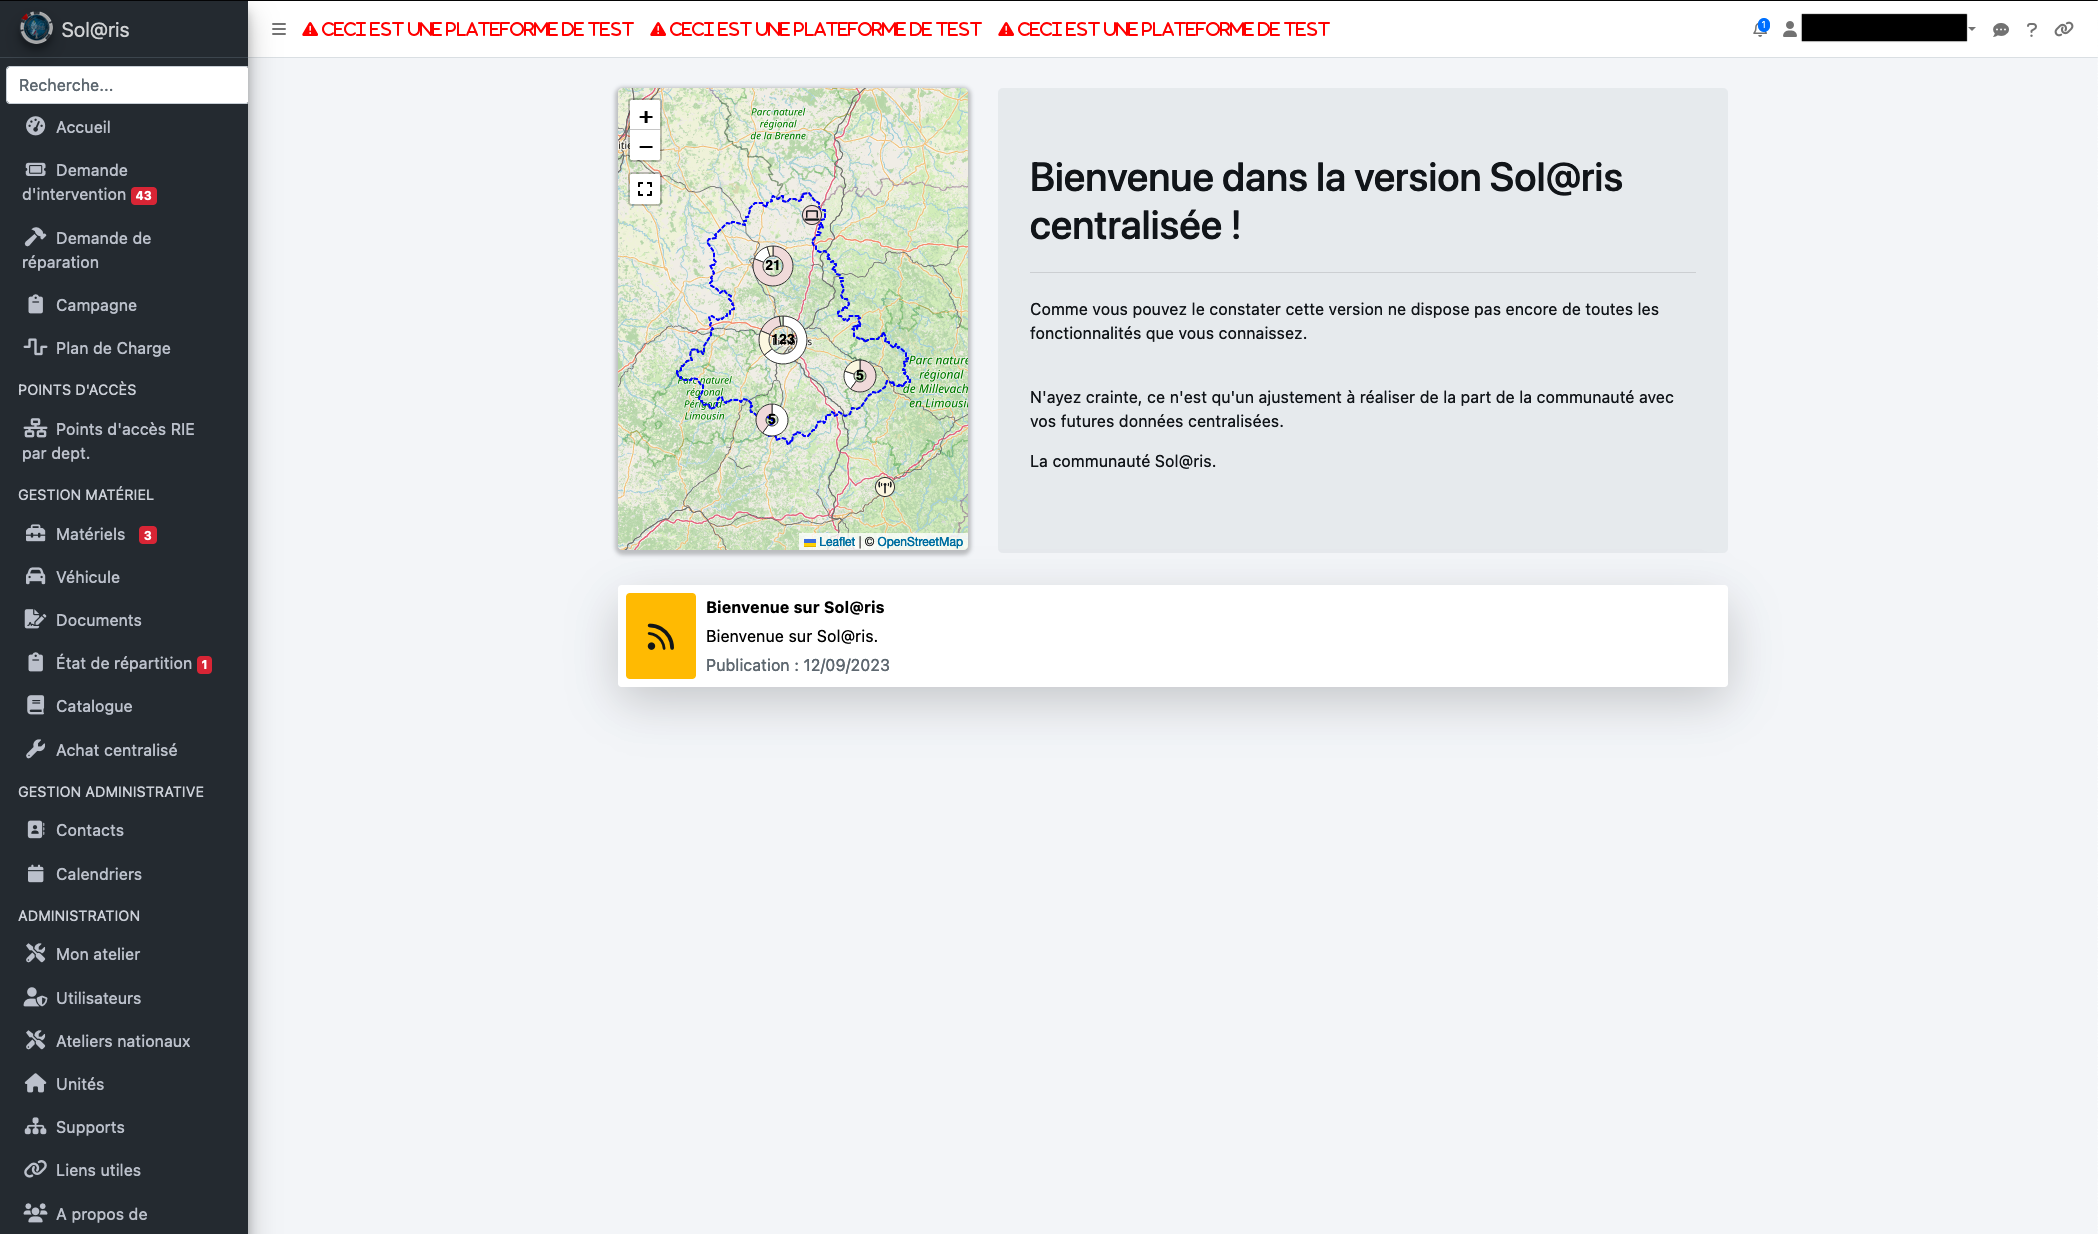 Sol@ris
CECI EST UNE PLATEFORME DE TEST CECI EST UNE PLATEFORME DE TEST CECI EST UNE PLATEFORME DE TEST
1
?
Recherche...
Accueil
Demande
d'intervention 43
Demande de
réparation
Campagne
Plan de Charge
POINTS D'ACCÈS
Points d'accès RIE
par dept.
GESTION MATÉRIEL
Matériels 3
Véhicule
Documents
État de répartition 1
Catalogue
Achat centralisé
GESTION ADMINISTRATIVE
Contacts
Calendriers
ADMINISTRATION
Mon atelier
Utilisateurs
Ateliers nationaux
Unités
Supports
Liens utiles
A propos de
+
−
Parc naturel
régional
de la Brenne
21
123
5
5
Parc nature
régional
de Millevach
en Limousi
Parc naturel
régional
Périgord
Limousin
Leaflet | © OpenStreetMap
Bienvenue dans la version Sol@ris
centralisée !
Comme vous pouvez le constater cette version ne dispose pas encore de toutes les
fonctionnalités que vous connaissez.
N'ayez crainte, ce n'est qu'un ajustement à réaliser de la part de la communauté avec
vos futures données centralisées.
La communauté Sol@ris.
Bienvenue sur Sol@ris
Bienvenue sur Sol@ris.
Publication : 12/09/2023